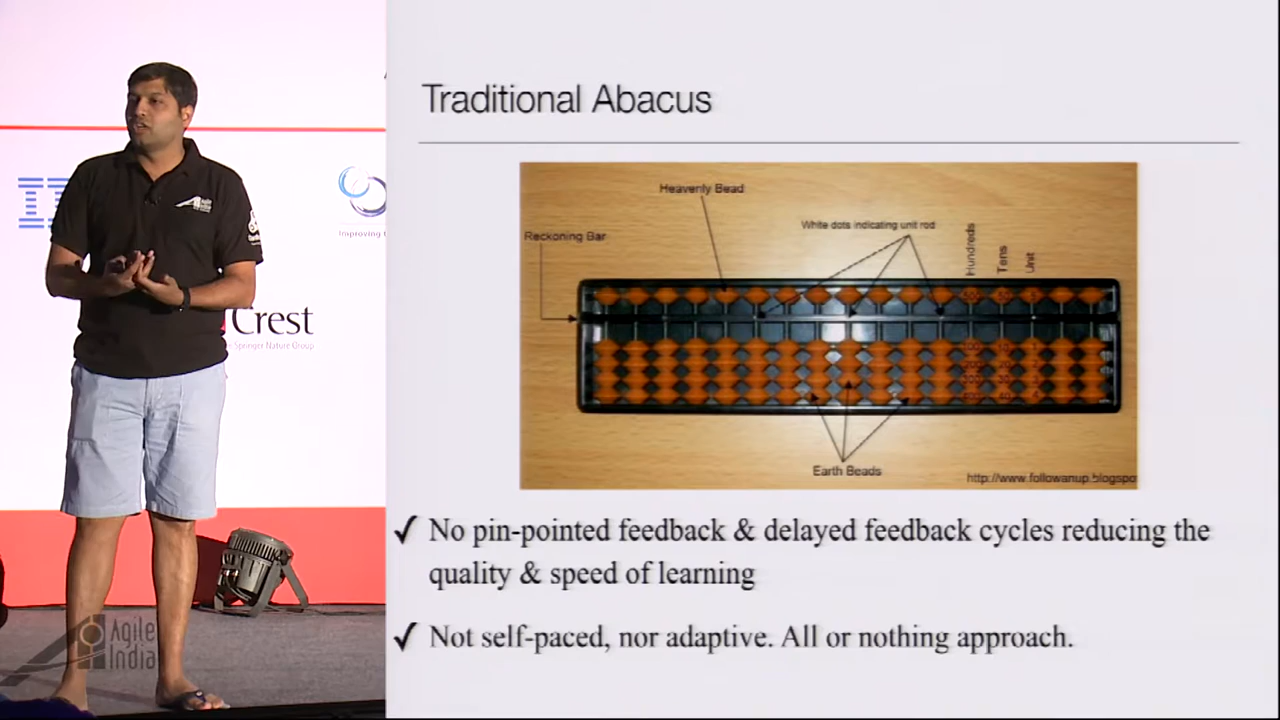 Traditional Abacus
Heavenly Bead
White dots indicating unit rod
Reckoning Bar
Hundreds
Tens
Unit
Earth Beads
http://www.followanup.blogspo
✓ No pin-pointed feedback & delayed feedback cycles reducing the
quality & speed of learning
✓ Not self-paced, nor adaptive. All or nothing approach.
Improving
Crest
Springer Nature Group
Agile
India